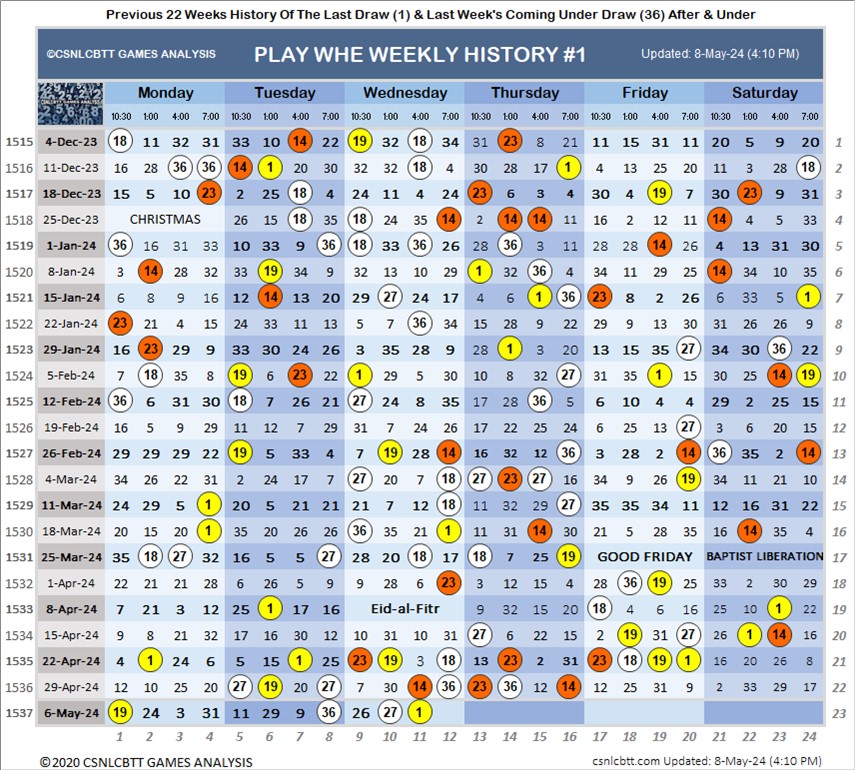 Previous 22 Weeks History Of The Last Draw (1) & Last Week's Coming Under Draw (36) After & Under
©CSNLCBTT GAMES ANALYSIS PLAY WHE WEEKLY HISTORY #1 Updated: 8-May-24 (4:10 PM)
Monday Tuesday Wednesday Thursday Friday Saturday
CSNLCBTT GAMES ANALYSIS 10:30 1:00 4:00 7:00 10:30 1:00 4:00 7:00 10:30 1:00 4:00 7:00 10:30 1:00 4:00 7:00 10:30 1:00 4:00 7:00 10:30 1:00 4:00 7:00
1515 4-Dec-23 18 11 32 31 33 10 14 22 19 32 18 34 31 23 8 21 11 15 31 11 20 5 9 20 1
1516 11-Dec-23 16 28 36 36 14 1 20 30 32 32 18 4 30 28 17 1 4 13 25 20 11 3 28 18 2
1517 18-Dec-23 15 5 10 23 2 25 18 4 24 11 4 24 23 6 3 4 30 4 19 7 30 23 9 31 3
1518 25-Dec-23 CHRISTMAS 26 15 18 35 18 24 35 14 2 14 15 11 16 2 12 11 21 4 5 33 4
1519 1-Jan-24 36 16 31 33 10 33 9 36 18 33 36 26 28 36 3 11 28 28 14 26 4 13 31 30 5
1520 8-Jan-24 3 14 28 32 6 19 34 9 32 13 10 29 1 32 36 4 34 11 29 25 21 34 10 35 6
1521 15-Jan-24 6 8 9 16 12 14 13 20 29 27 24 17 4 6 1 36 23 8 2 26 6 33 5 1 7
1522 22-Jan-24 23 21 4 15 24 33 11 13 5 7 36 34 15 28 9 22 29 9 13 30 31 26 26 9 8
1523 29-Jan-24 16 23 29 9 33 30 24 26 3 35 28 9 28 1 3 20 13 15 35 27 34 30 36 22 9
1524 5-Feb-24 7 18 35 8 19 6 23 22 1 29 5 30 10 8 32 27 31 35 1 15 30 25 14 19 10
1525 12-Feb-24 36 6 31 30 18 7 26 21 27 24 8 35 17 28 36 5 6 10 4 4 29 2 25 15 11
1526 19-Feb-24 16 5 9 29 11 12 7 29 31 7 24 26 17 22 25 24 6 25 13 27 3 6 20 15 12
1527 26-Feb-24 29 29 29 22 19 5 33 4 7 19 28 14 16 32 12 36 3 28 2 14 36 35 2 14 13
1528 4-Mar-24 34 26 22 31 2 24 17 7 27 20 7 18 27 23 27 15 34 9 28 19 34 11 21 10 14
1529 11-Mar-24 24 29 5 1 20 5 21 21 21 7 12 18 11 32 29 27 35 35 34 11 12 16 31 22 15
1530 18-Mar-24 20 15 20 1 35 20 26 26 36 35 21 1 11 31 15 30 21 5 28 35 16 14 35 4 16
1531 25-Mar-24 35 18 27 32 16 5 5 27 28 20 18 17 18 7 25 19 GOOD FRIDAY BAPTIST LIBERATION 17
1532 1-Apr-24 22 21 21 28 6 26 5 9 9 28 6 23 3 12 15 4 28 36 19 25 33 2 30 29 18
1533 8-Apr-24 7 21 3 12 25 1 17 16 Eid-al-Fitr 9 32 15 20 18 4 6 16 25 10 1 22 19
1534 15-Apr-24 9 8 21 32 17 16 30 12 10 31 10 31 27 6 22 15 2 19 31 27 26 1 23 16 20
1535 22-Apr-24 4 1 24 6 5 15 1 25 23 19 3 18 13 23 2 31 23 18 19 1 16 20 26 8 21
1536 29-Apr-24 12 10 25 20 27 19 20 27 7 30 14 36 23 36 12 14 12 25 31 9 2 33 29 17 22
1537 6-May-24 19 24 3 31 11 29 9 36 26 27 1 23
1 2 3 4 5 6 7 8 9 10 11 12 13 14 15 16 17 18 19 20 21 22 23 24
©2020 CSNLCBTT GAMES ANALYSIS csnlcbtt.com Updated: 8-May-24 (4:10 PM)